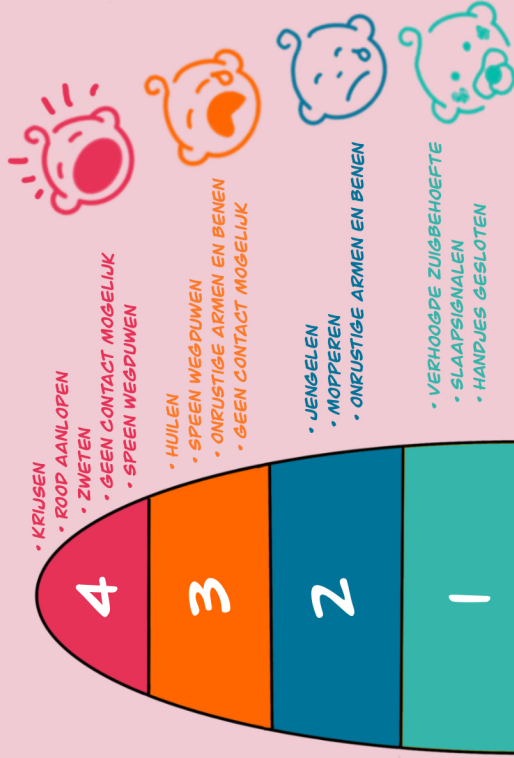 • KRIJSEN
• ROOD AANLOPEN
• ZWETEN
• GEEN CONTACT MOGELIJK
• SPEEN WEGDUWEN
4
• HUILEN
• SPEEN WEGDUWEN
• ONRUSTIGE ARMEN EN BENEN
• GEEN CONTACT MOGELIJK
3
• JENGELEN
• MOPPEREN
• ONRUSTIGE ARMEN EN BENEN
2
• VERHOOGDE ZUIGBEHOEFTE
• SLAAPSIGNALEN
• HANDJES GESLOTEN
1